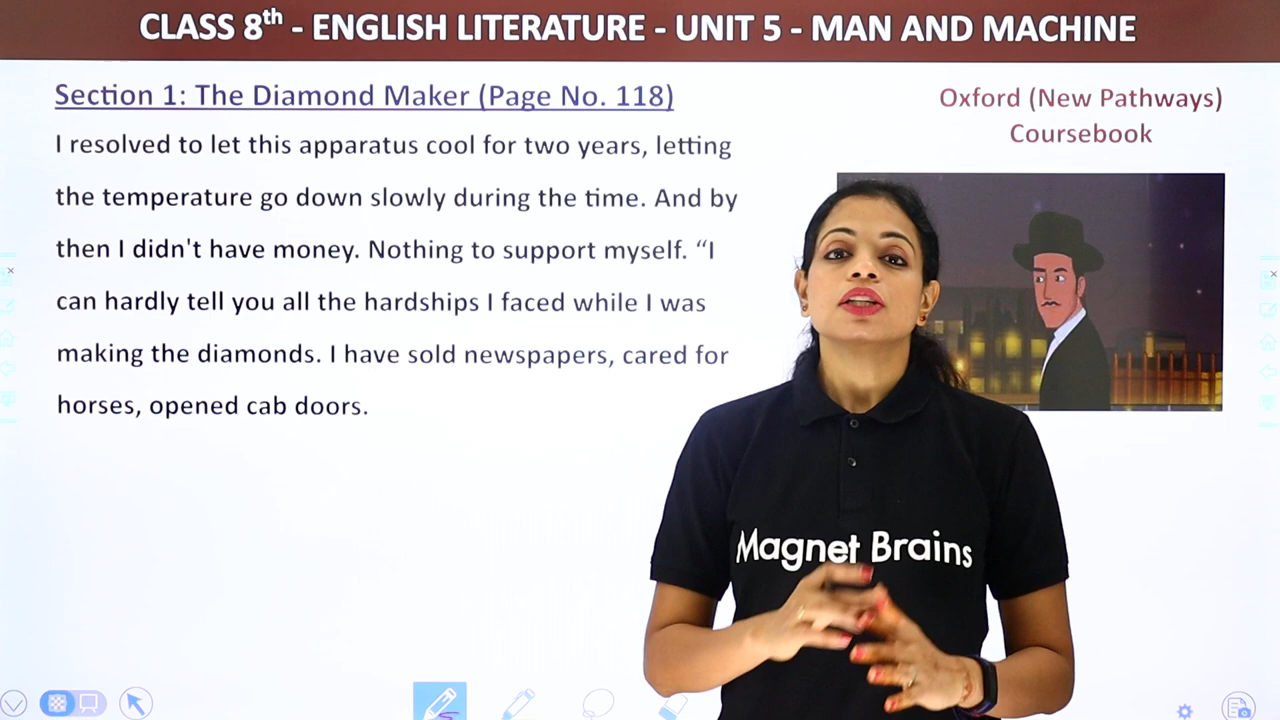 CLASS 8th - ENGLISH LITERATURE - UNIT 5 - MAN AND MACHINE
Section 1: The Diamond Maker (Page No. 118)
Oxford (New Pathways)
Coursebook
I resolved to let this apparatus cool for two years, letting
the temperature go down slowly during the time. And by
then I didn't have money. Nothing to support myself. “I
can hardly tell you all the hardships I faced while I was
making the diamonds. I have sold newspapers, cared for
horses, opened cab doors.
Magnet Brains